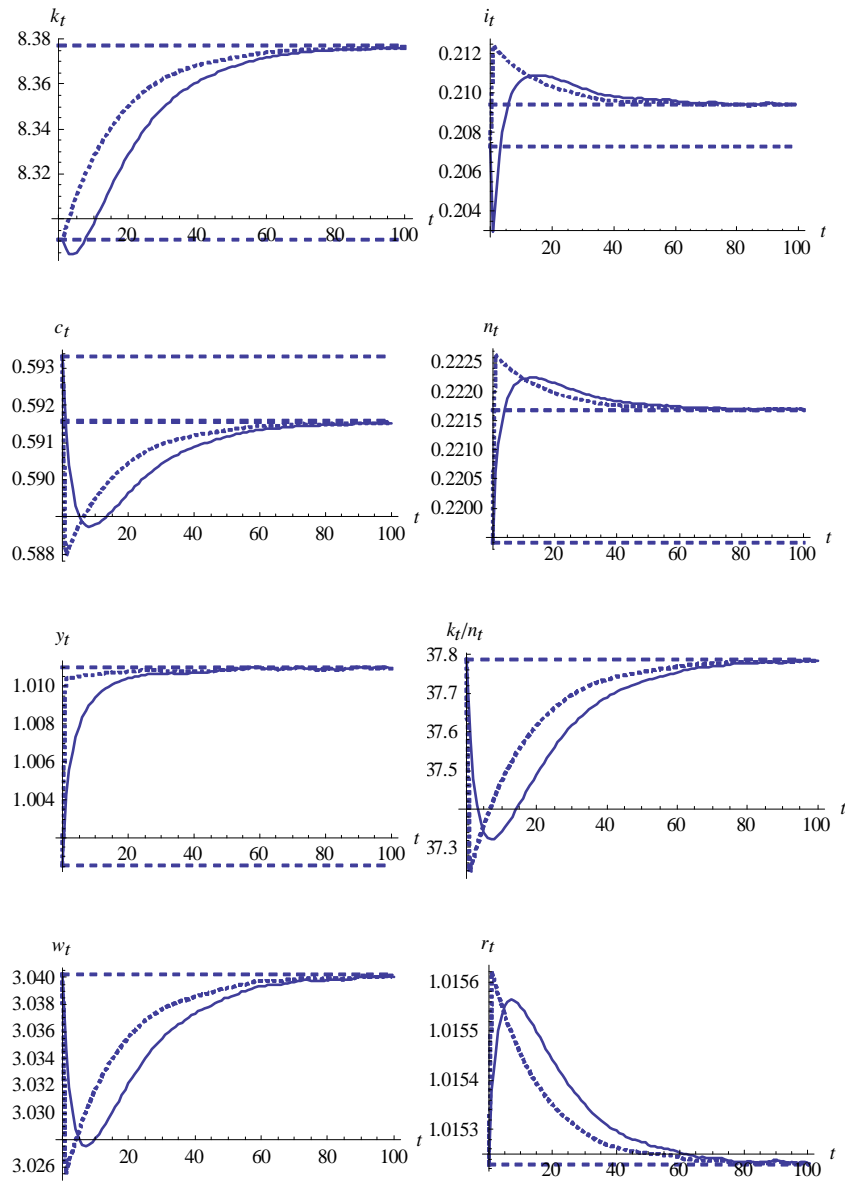 k_t
8.38
8.36
8.34
8.32
20 40 60 80 100 t
i_t
0.212
0.210
0.208
0.206
0.204
20 40 60 80 100 t
c_t
0.593
0.592
0.591
0.590
0.588
20 40 60 80 100 t
n_t
0.2225
0.2220
0.2215
0.2210
0.2205
0.2200
20 40 60 80 100 t
y_t
1.010
1.008
1.006
1.004
20 40 60 80 100 t
k_t/n_t
37.8
37.7
37.6
37.5
37.3
20 40 60 80 100 t
w_t
3.040
3.038
3.036
3.034
3.032
3.030
3.026
20 40 60 80 100 t
r_t
1.0156
1.0155
1.0154
1.0153
20 40 60 80 100 t